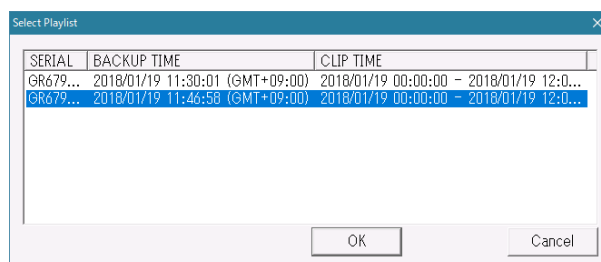 Select Playlist
SERIAL BACKUP TIME CLIP TIME
GR679... 2018/01/19 11:30:01 (GMT+09:00) 2018/01/19 00:00:00 - 2018/01/19 12:0...
GR679... 2018/01/19 11:46:58 (GMT+09:00) 2018/01/19 00:00:00 - 2018/01/19 12:0...
OK Cancel